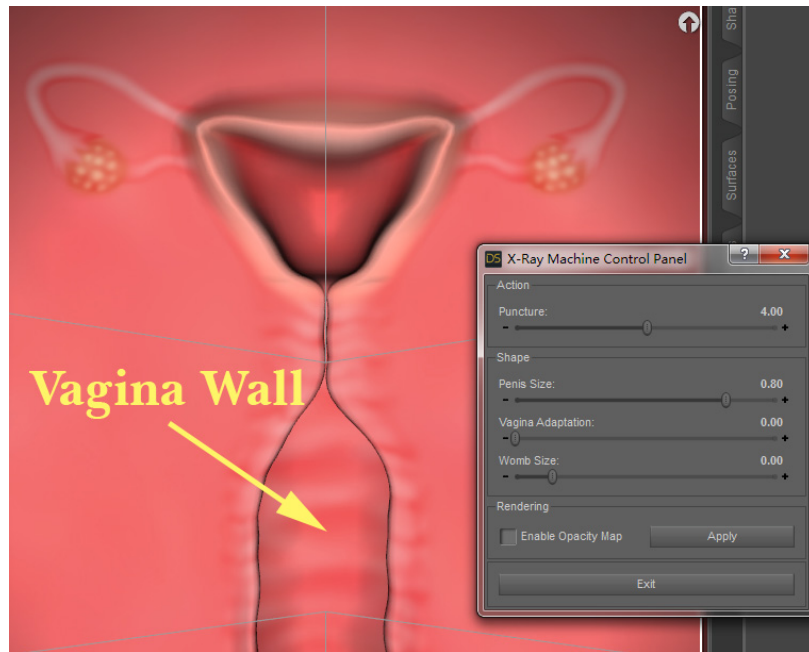 Sha
Posing
Surfaces
DS X-Ray Machine Control Panel
?
X
Action
Puncture: 4.00
- +
Shape
Penis Size: 0.80
- +
Vagina Adaptation: 0.00
- +
Womb Size: 0.00
- +
Rendering
Enable Opacity Map Apply
Exit
Vagina Wall